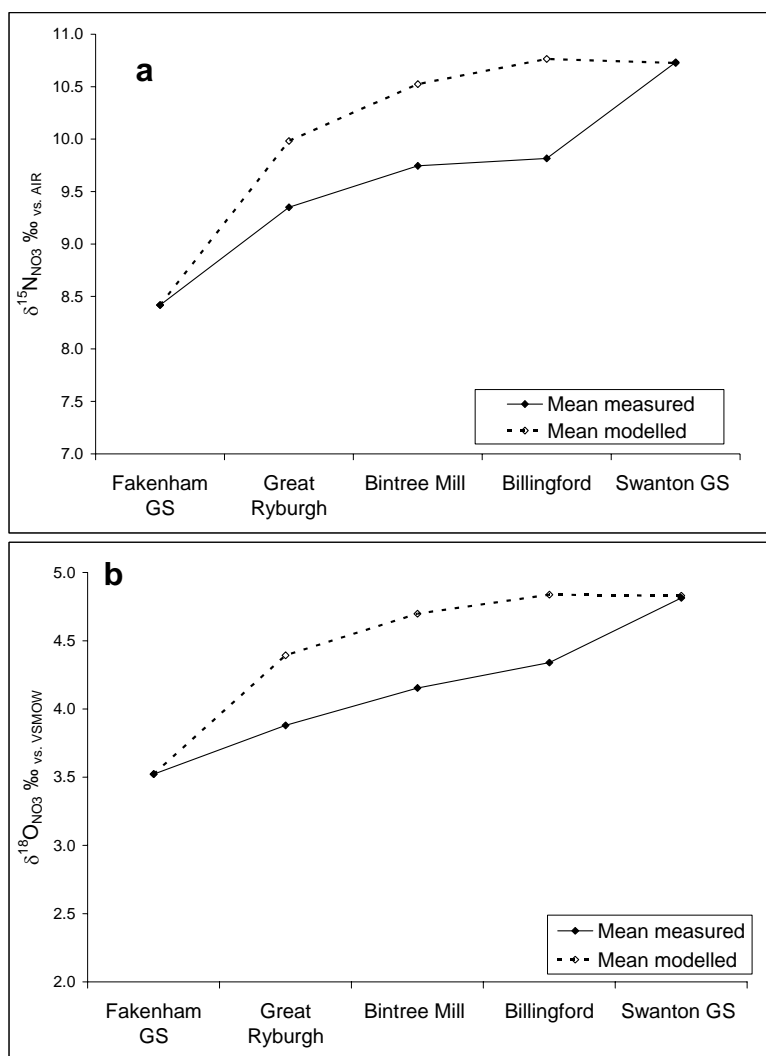 a
11.0
10.5
10.0
9.5
9.0
8.5
8.0
7.5
7.0
δ15NNO3 ‰ vs. AIR
Mean measured
Mean modelled
Fakenham GS
Great Ryburgh
Bintree Mill
Billingford
Swanton GS
b
5.0
4.5
4.0
3.5
3.0
2.5
2.0
δ18ONO3 ‰ vs. VSMOW
Mean measured
Mean modelled
Fakenham GS
Great Ryburgh
Bintree Mill
Billingford
Swanton GS